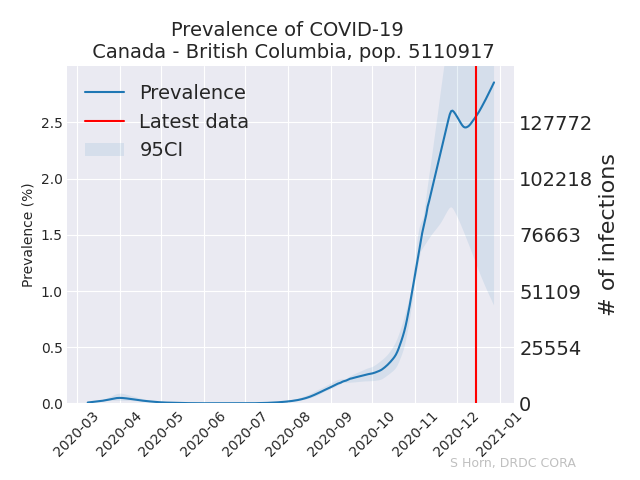 Prevalence of COVID-19
Canada - British Columbia, pop. 5110917
Prevalence
Latest data
95CI
Prevalence (%)
2.5
2.0
1.5
1.0
0.5
0.0
127772
102218
76663
51109
25554
0
# of infections
2020-03
2020-04
2020-05
2020-06
2020-07
2020-08
2020-09
2020-10
2020-11
2020-12
2021-01
S Horn, DRDC CORA